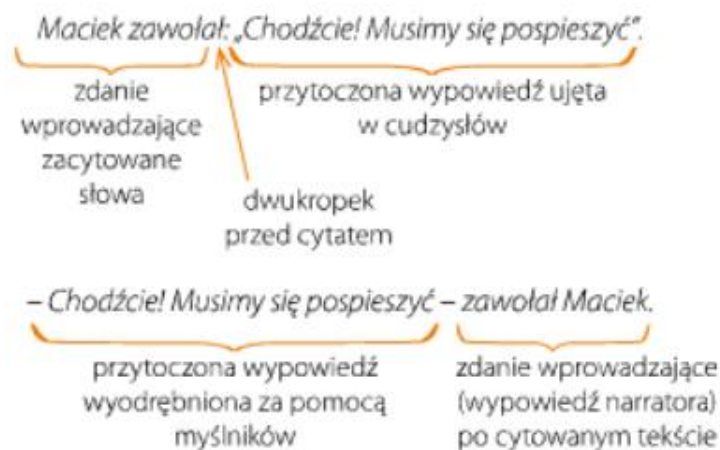 Maciek zawołał: „Chodźcie! Musimy się pospieszyć”.
zdanie
wprowadzające
zacytowane
słowa
przytoczona wypowiedź ujęta
w cudzysłów
dwukropek
przed cytatem
– Chodźcie! Musimy się pospieszyć – zawołał Maciek.
przytoczona wypowiedź
wyodrębniona za pomocą
myślników
zdanie wprowadzające
(wypowiedź narratora)
po cytowanym tekście